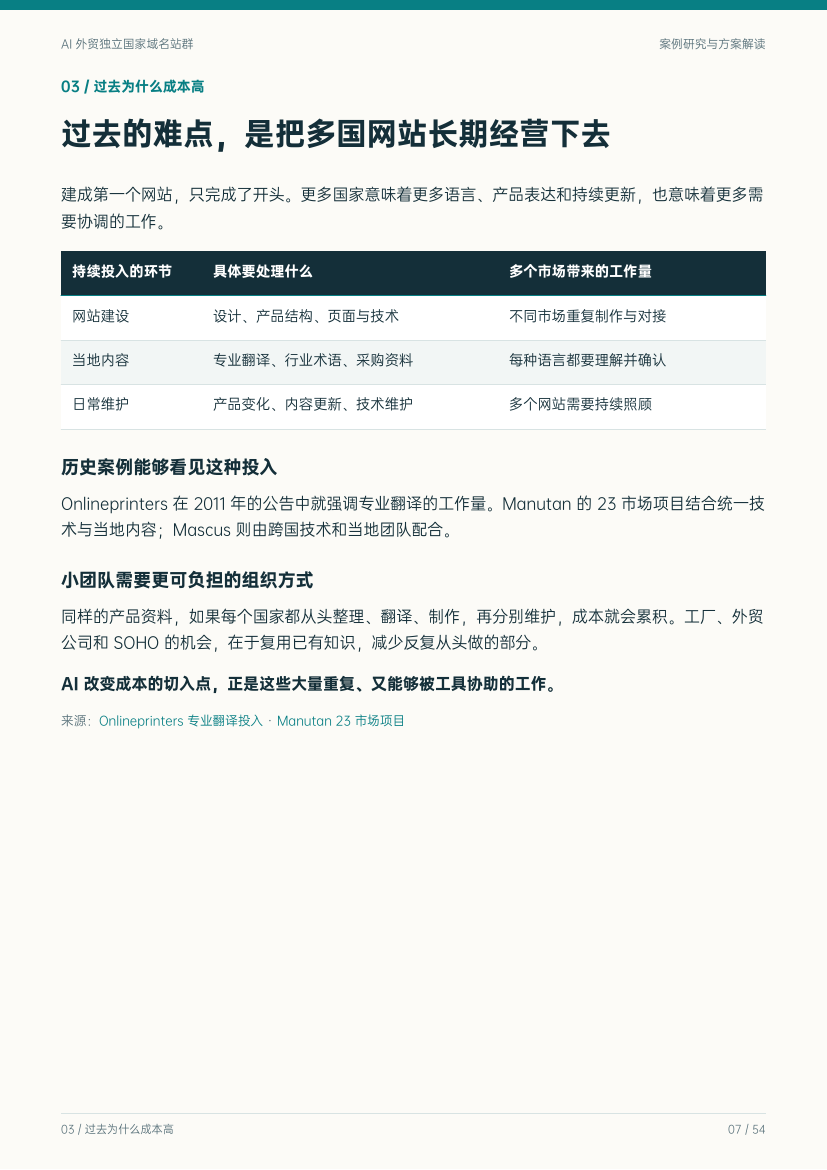 AI 外贸独立国家域名站群
案例研究与方案解读
03 / 过去为什么成本高
过去的难点，是把多国网站长期经营下去
建成第一个网站，只完成了开头。更多国家意味着更多语言、产品表达和持续更新，也意味着更多需
要协调的工作。
持续投入的环节 具体要处理什么 多个市场带来的工作量
网站建设 设计、产品结构、页面与技术 不同市场重复制作与对接
当地内容 专业翻译、行业术语、采购资料 每种语言都要理解并确认
日常维护 产品变化、内容更新、技术维护 多个网站需要持续照顾
历史案例能够看见这种投入
Onlineprinters 在 2011 年的公告中就强调专业翻译的工作量。Manutan 的 23 市场项目结合统一技
术与当地内容；Mascus 则由跨国技术和当地团队配合。
小团队需要更可负担的组织方式
同样的产品资料，如果每个国家都从头整理、翻译、制作，再分别维护，成本就会累积。工厂、外贸
公司和 SOHO 的机会，在于复用已有知识，减少反复从头做的部分。
AI 改变成本的切入点，正是这些大量重复、又能够被工具协助的工作。
来源：Onlineprinters 专业翻译投入 · Manutan 23 市场项目
03 / 过去为什么成本高
07 / 54